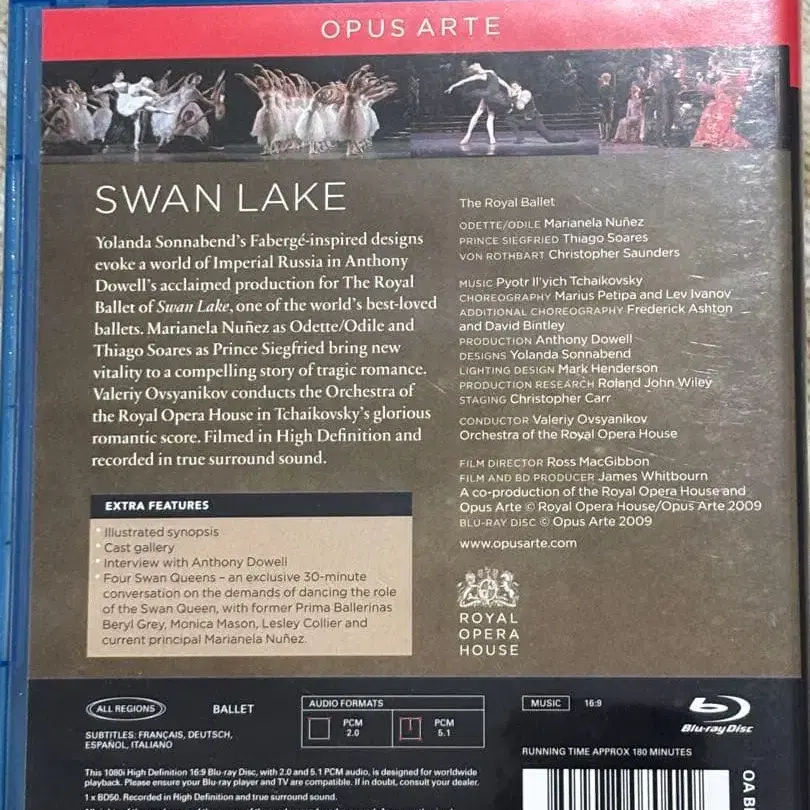 OPUS ARTE
SWAN LAKE
Yolanda Sonnabend's Fabergé-inspired designs
evoke a world of Imperial Russia in Anthony
Dowell's acclaimed production for The Royal
Ballet of Swan Lake, one of the world's best-loved
ballets. Marianela Nuñez as Odette/Odile and
Thiago Soares as Prince Siegfried bring new
vitality to a compelling story of tragic romance.
Valeriy Ovsyanikov conducts the Orchestra of
the Royal Opera House in Tchaikovsky's glorious
romantic score. Filmed in High Definition and
recorded in true surround sound.
EXTRA FEATURES
• Illustrated synopsis
• Cast gallery
• Interview with Anthony Dowell
• Four Swan Queens – an exclusive 30-minute
conversation on the demands of dancing the role
of the Swan Queen, with former Prima Ballerinas
Beryl Grey, Monica Mason, Lesley Collier and
current principal Marianela Nuñez.
The Royal Ballet
ODETTE/ODILE Marianela Nuñez
PRINCE SIEGFRIED Thiago Soares
VON ROTHBART Christopher Saunders
MUSIC Pyotr Il'yich Tchaikovsky
CHOREOGRAPHY Marius Petipa and Lev Ivanov
ADDITIONAL CHOREOGRAPHY Frederick Ashton
and David Bintley
PRODUCTION Anthony Dowell
DESIGNS Yolanda Sonnabend
LIGHTING DESIGN Mark Henderson
PRODUCTION RESEARCH Roland John Wiley
STAGING Christopher Carr
CONDUCTOR Valeriy Ovsyanikov
Orchestra of the Royal Opera House
FILM DIRECTOR Ross MacGibbon
FILM AND BD PRODUCER James Whitbourn
A co-production of the Royal Opera House and
Opus Arte © Royal Opera House/Opus Arte 2009
BLU-RAY DISC © Opus Arte 2009
www.opusarte.com
ROYAL
OPERA
HOUSE
ALL REGIONS
BALLET
SUBTITLES: FRANÇAIS, DEUTSCH,
ESPAÑOL, ITALIANO
AUDIO FORMATS
PCM
2.0
PCM
5.1
MUSIC
16:9
Blu-ray Disc
RUNNING TIME APPROX 180 MINUTES
This 1080i High Definition 16:9 Blu-ray Disc, with 2.0 and 5.1 PCM audio, is designed for worldwide
playback. Please ensure your Blu-ray player and TV are compatible. If in doubt, consult your dealer.
1 x BD50. Recorded in High Definition and true surround sound.